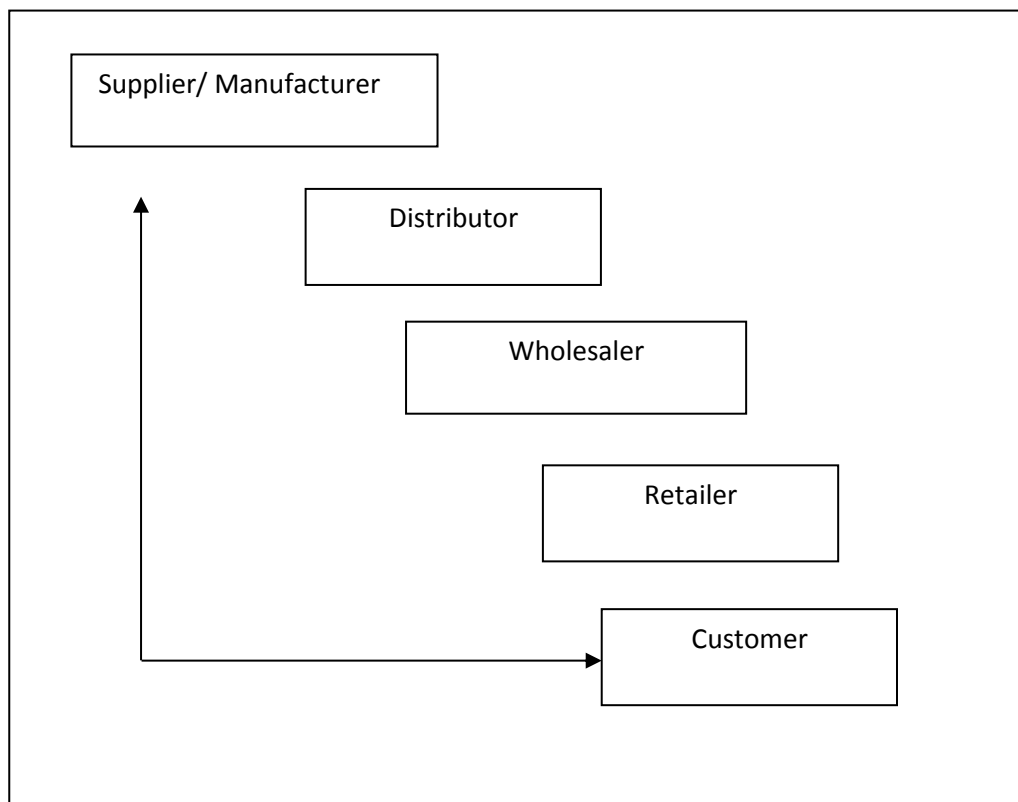 Supplier/ Manufacturer
Distributor
Wholesaler
Retailer
Customer